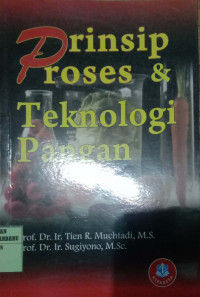 Prinsip
Proses &
Teknologi
Pangan
Prof. Dr. Ir. Tien R. Muchtadi, M.S.
Prof. Dr. Ir. Sugiyono, M.Sc.